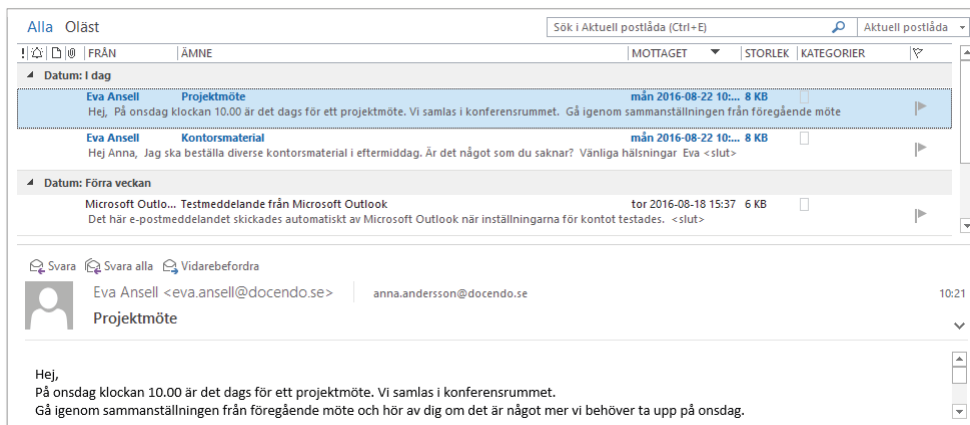 Alla Oläst Sök i Aktuell postlåda (Ctrl+E) Aktuell postlåda
! FRÅN ÄMNE MOTTAGET STORLEK KATEGORIER
Datum: I dag
Eva Ansell Projektmöte mån 2016-08-22 10:... 8 KB
Hej, På onsdag klockan 10.00 är det dags för ett projektmöte. Vi samlas i konferensrummet. Gå igenom sammanställningen från föregående möte
Eva Ansell Kontorsmaterial mån 2016-08-22 10:... 8 KB
Hej Anna, Jag ska beställa diverse kontorsmaterial i eftermiddag. Är det något som du saknar? Vänliga hälsningar Eva <slut>
Datum: Förra veckan
Microsoft Outlo... Testmeddelande från Microsoft Outlook tor 2016-08-18 15:37 6 KB
Det här e-postmeddelandet skickades automatiskt av Microsoft Outlook när inställningarna för kontot testades. <slut>
Svara Svara alla Vidarebefordra
Eva Ansell <eva.ansell@docendo.se> anna.andersson@docendo.se 10:21
Projektmöte
Hej,
På onsdag klockan 10.00 är det dags för ett projektmöte. Vi samlas i konferensrummet.
Gå igenom sammanställningen från föregående möte och hör av dig om det är något mer vi behöver ta upp på onsdag.